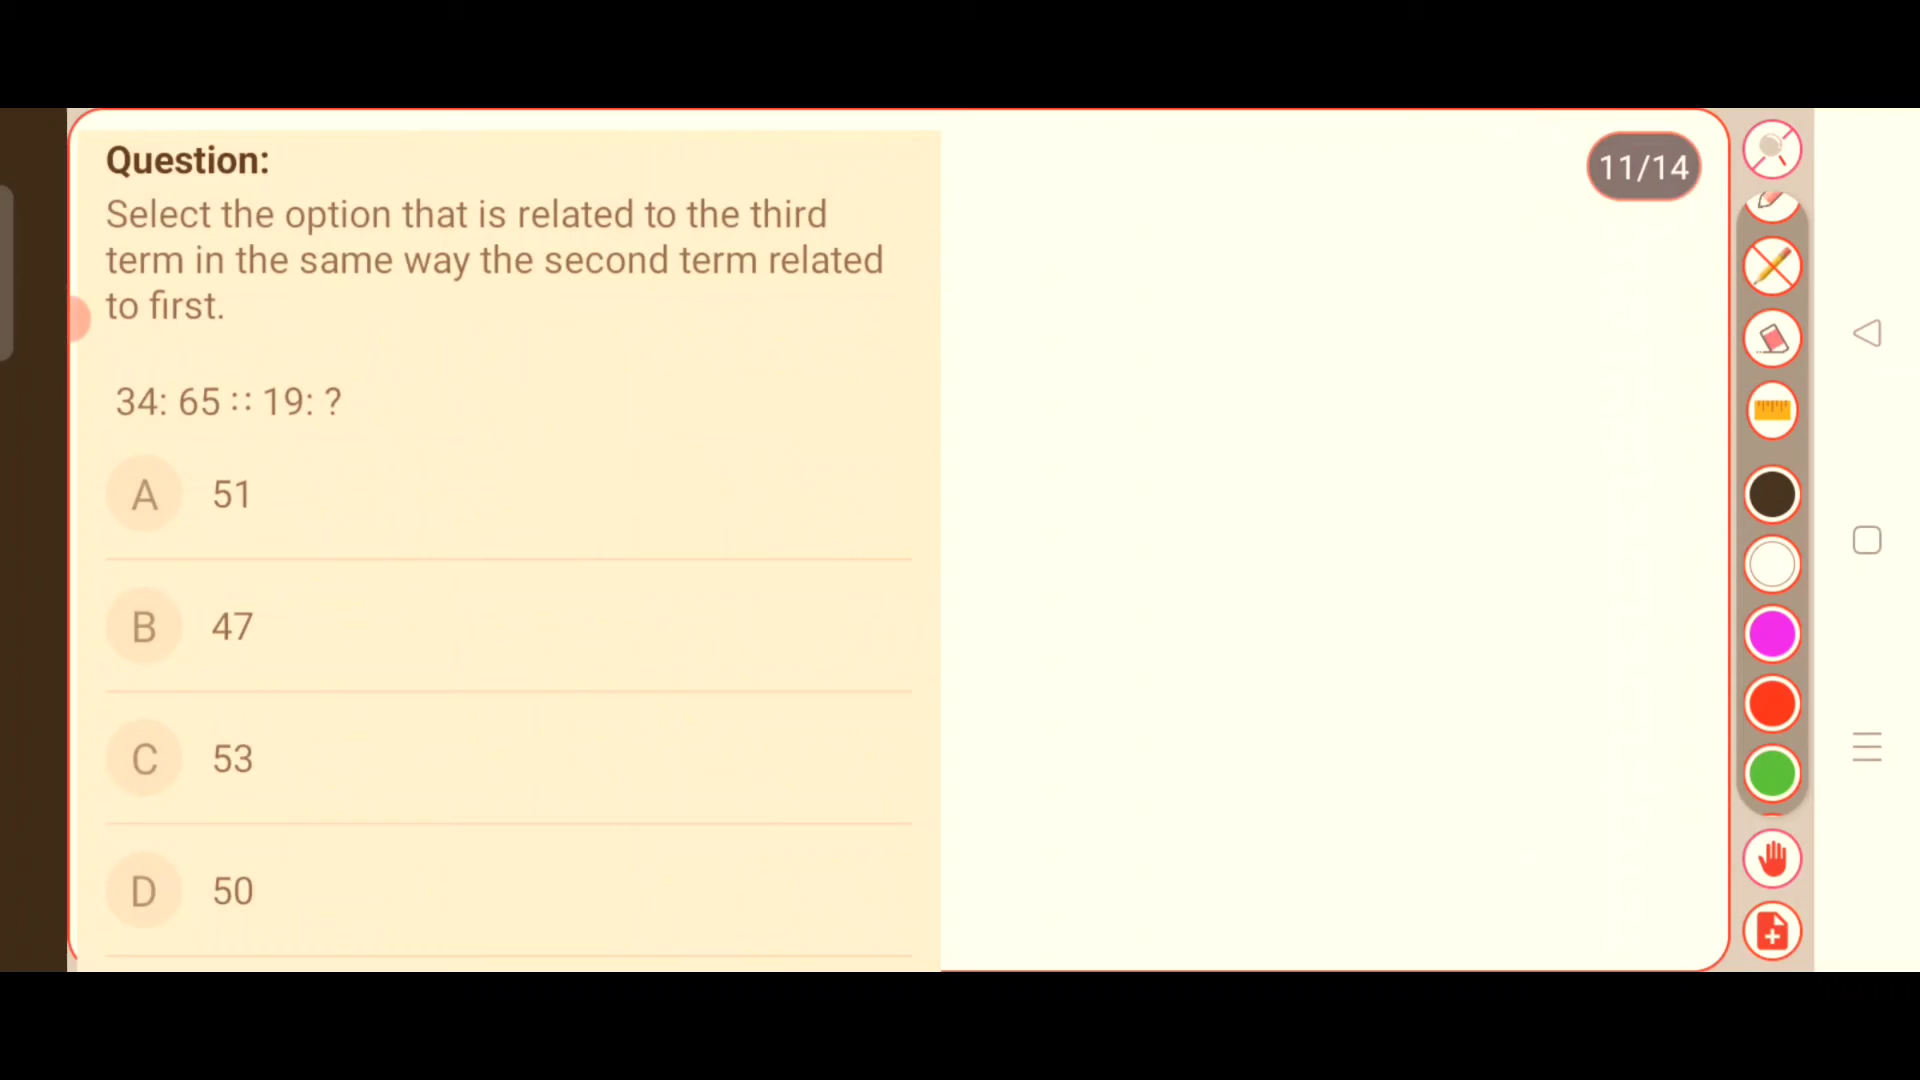 Question:
11/14
Select the option that is related to the third
term in the same way the second term related
to first.
34: 65 :: 19: ?
A 51
B 47
C 53
D 50